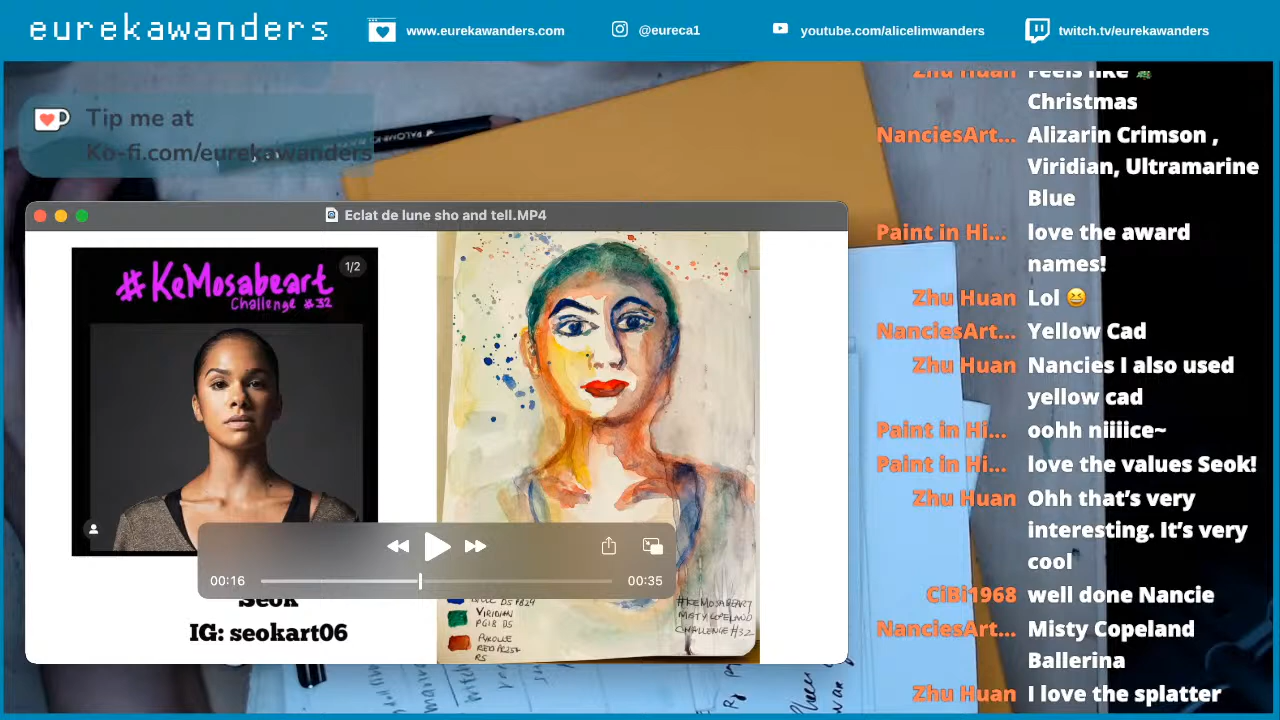 eurekawanders
www.eurekawanders.com
@eureca1
youtube.com/alicelimwanders
twitch.tv/eurekawanders
Tip me at
Ko-fi.com/eurekawanders
PALOMINO
Eclat de lune sho and tell.MP4
#KeMosabeart
Challenge #32
1/2
00:16
00:35
Seok
IG: seokart06
VIRIDIAN
PG18 DS
#KEMOSABEART
MISTY COPELAND
CHALLENGE #32
Zhu Huan Feels like 🌿
Christmas
NanciesArt... Alizarin Crimson ,
Viridian, Ultramarine
Blue
Paint in Hi... love the award
names!
Zhu Huan Lol 😆
NanciesArt... Yellow Cad
Zhu Huan Nancies I also used
yellow cad
Paint in Hi... oohh niiiice~
Paint in Hi... love the values Seok!
Zhu Huan Ohh that’s very
interesting. It’s very
cool
CiBi1968 well done Nancie
NanciesArt... Misty Copeland
Ballerina
Zhu Huan I love the splatter